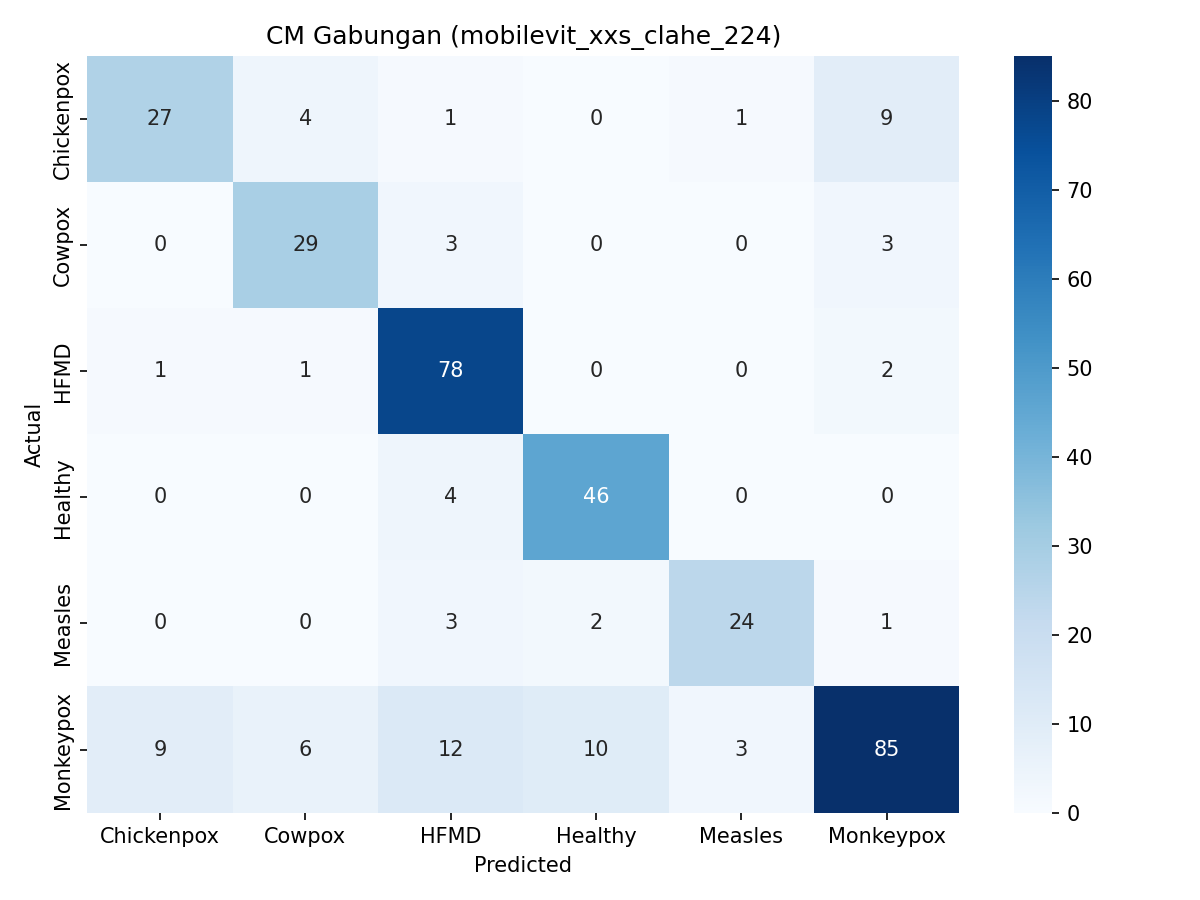 CM Gabungan (mobilevit_xxs_clahe_224)
Actual
Chickenpox 27 4 1 0 1 9
Cowpox 0 29 3 0 0 3
HFMD 1 1 78 0 0 2
Healthy 0 0 4 46 0 0
Measles 0 0 3 2 24 1
Monkeypox 9 6 12 10 3 85
Chickenpox Cowpox HFMD Healthy Measles Monkeypox
Predicted
80
70
60
50
40
30
20
10
0